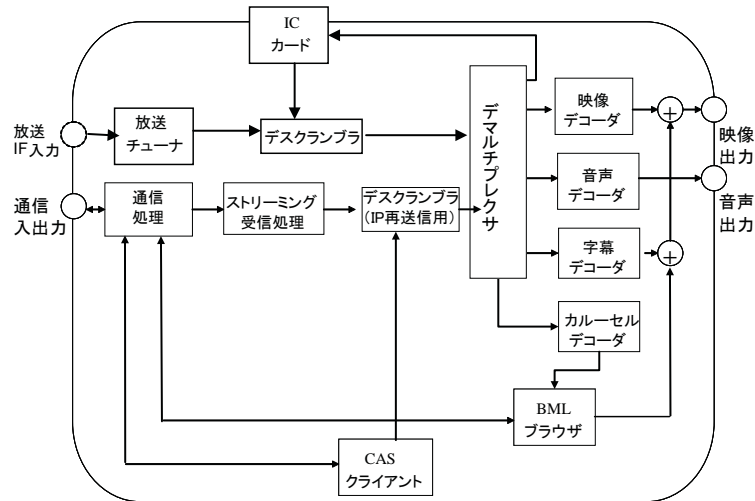 IC
カード
放送
IF入力
放送
チューナ
デスクランブラ
デマルチプレクサ
映像
デコーダ
映像
出力
通信
入出力
通信
処理
ストリーミング
受信処理
デスクランブラ
(IP再送信用)
音声
デコーダ
音声
出力
字幕
デコーダ
カルーセル
デコーダ
BML
ブラウザ
CAS
クライアント